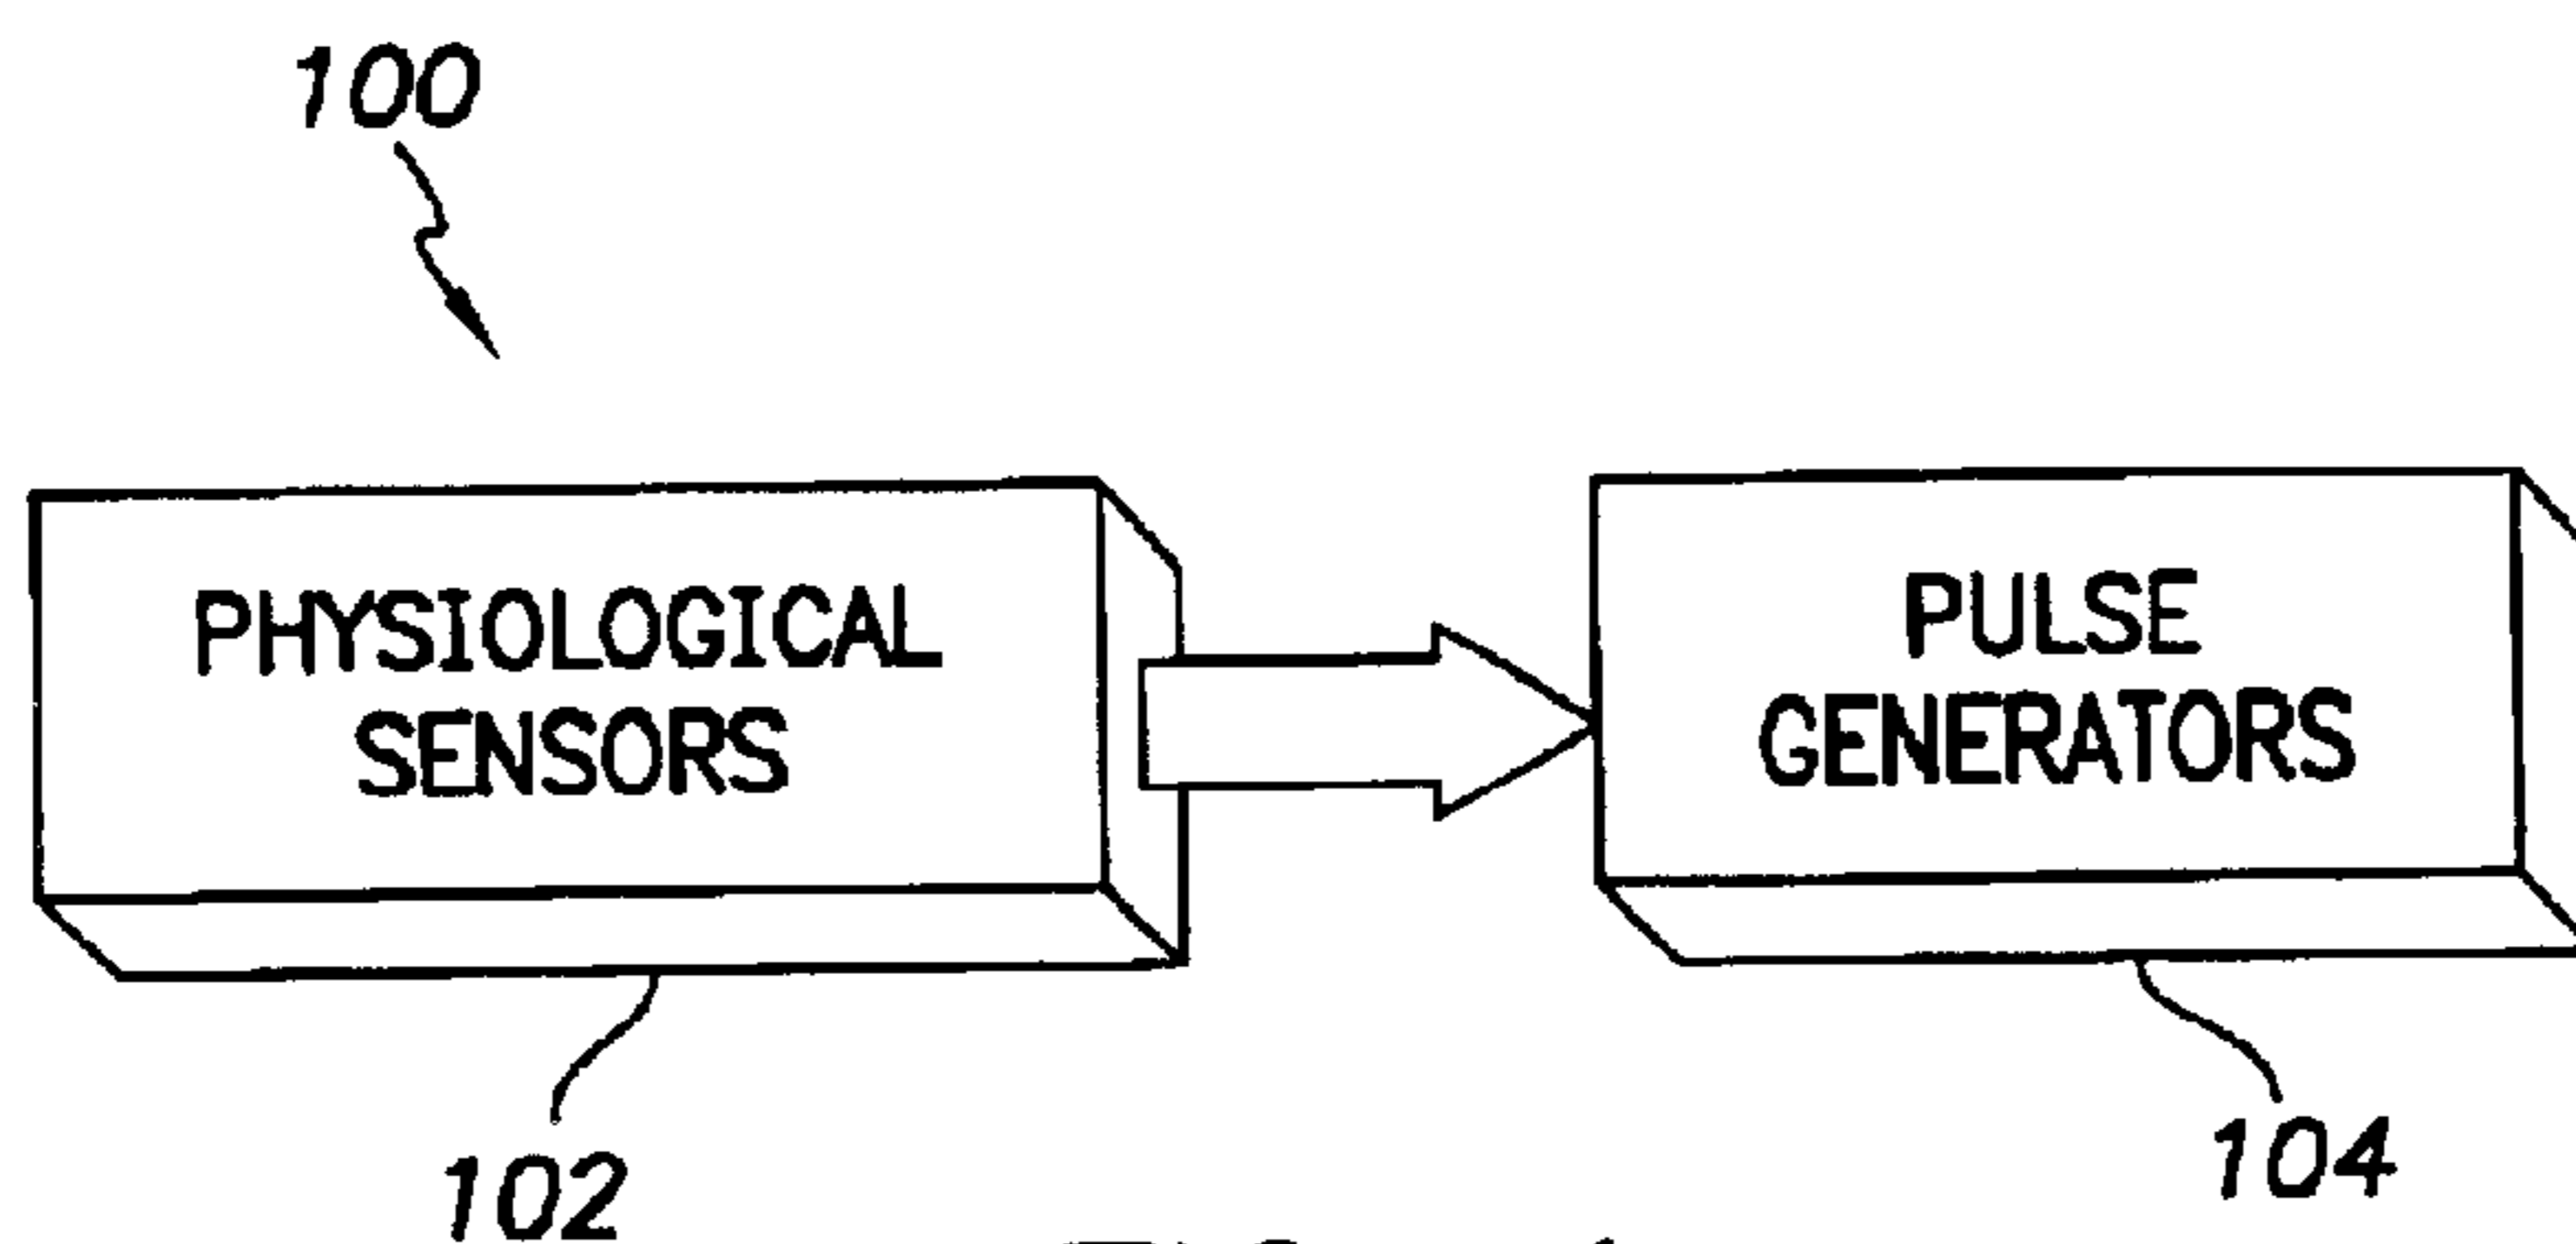 100
PHYSIOLOGICAL
SENSORS
PULSE
GENERATORS
102
104